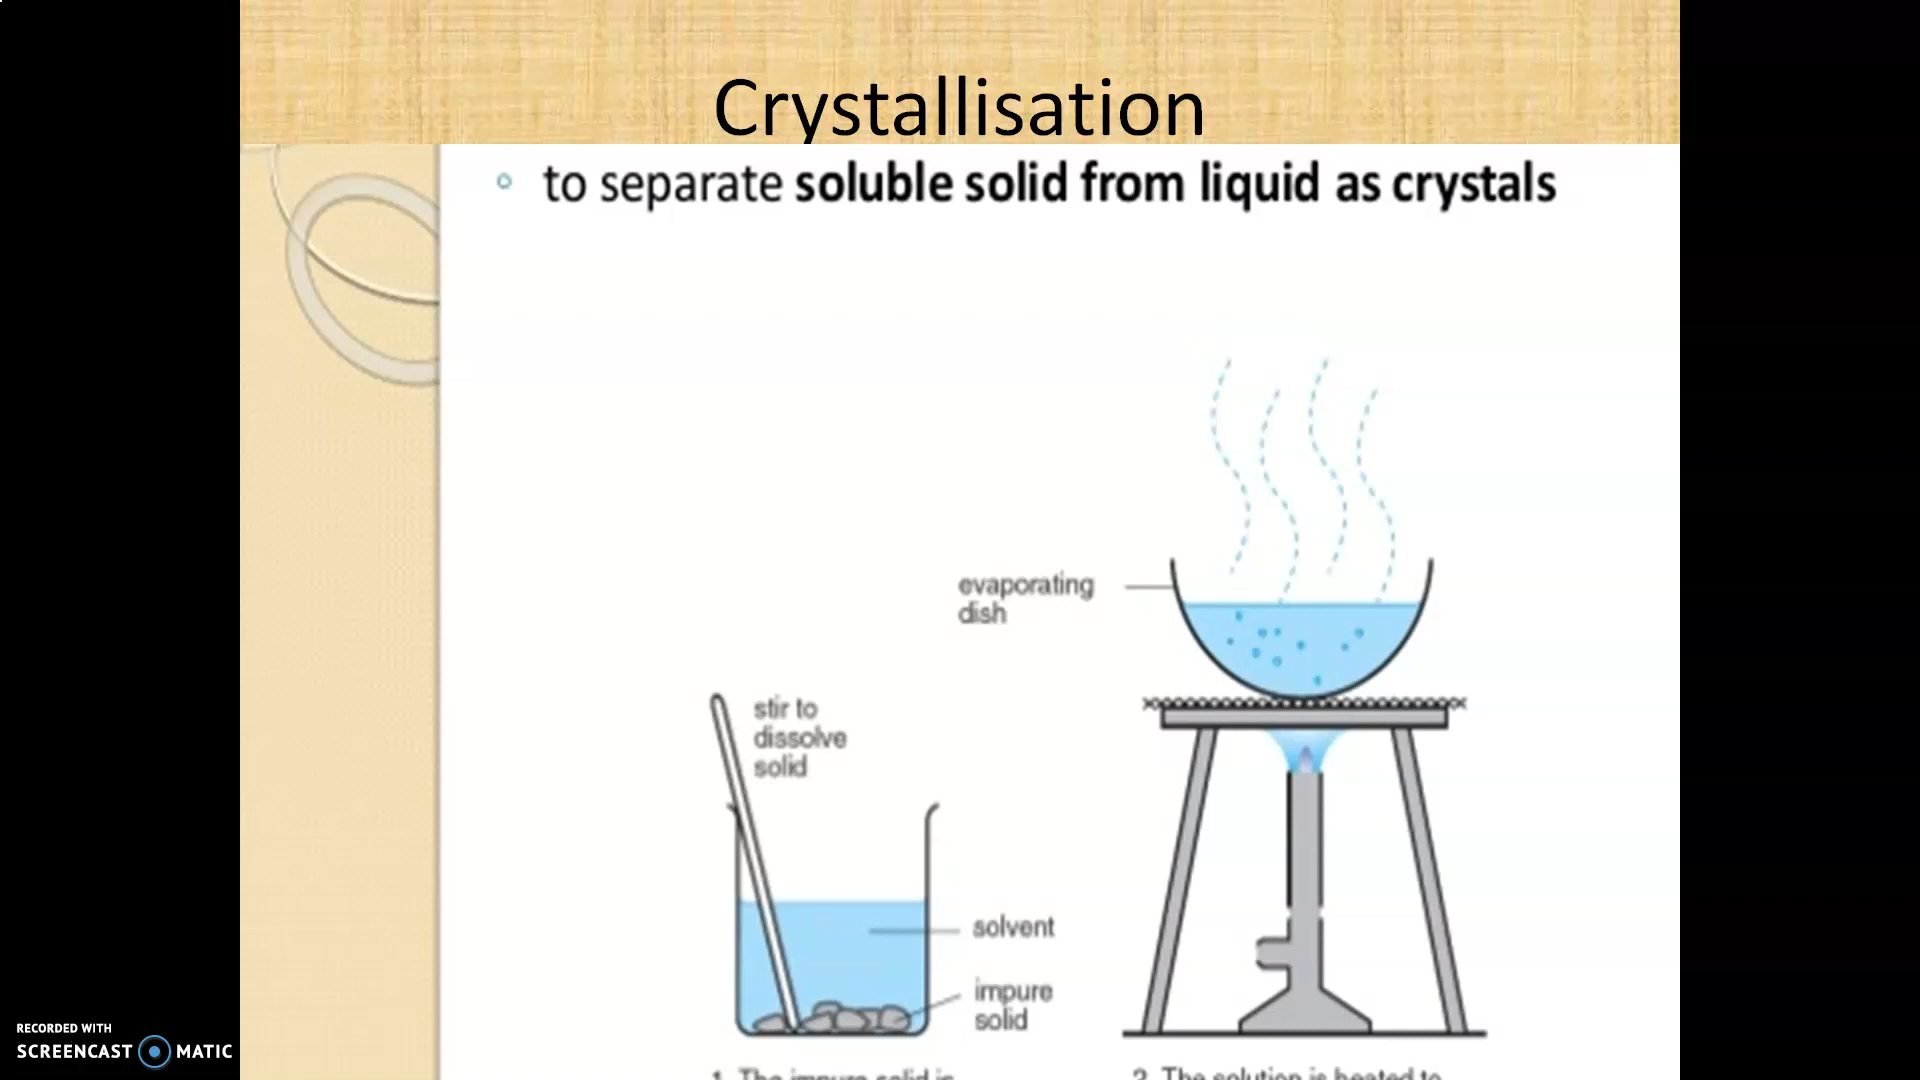 Crystallisation
to separate soluble solid from liquid as crystals
evaporating
dish
stir to
dissolve
solid
solvent
impure
solid
1. The impure solid is
2. The solution is heated to
RECORDED WITH
SCREENCAST MATIC